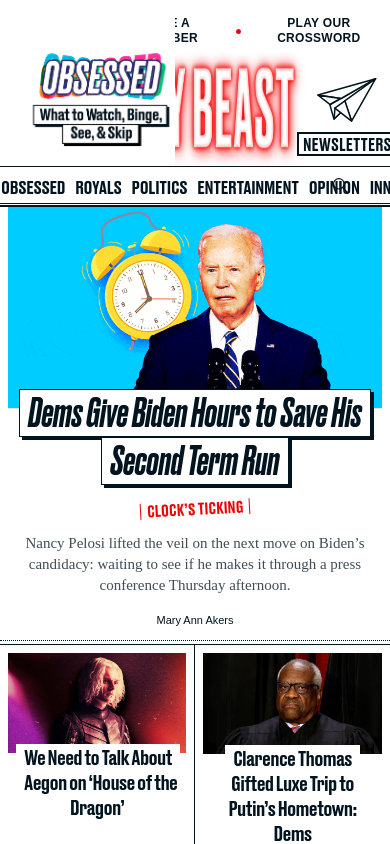 E A
BER
PLAY OUR
CROSSWORD
OBSESSED
What to Watch, Binge,
See, & Skip
Y BEAST
NEWSLETTERS
OBSESSED ROYALS POLITICS ENTERTAINMENT OPINION INN
Dems Give Biden Hours to Save His
Second Term Run
CLOCK’S TICKING
Nancy Pelosi lifted the veil on the next move on Biden’s
candidacy: waiting to see if he makes it through a press
conference Thursday afternoon.
Mary Ann Akers
We Need to Talk About
Aegon on ‘House of the
Dragon’
Clarence Thomas
Gifted Luxe Trip to
Putin’s Hometown:
Dems